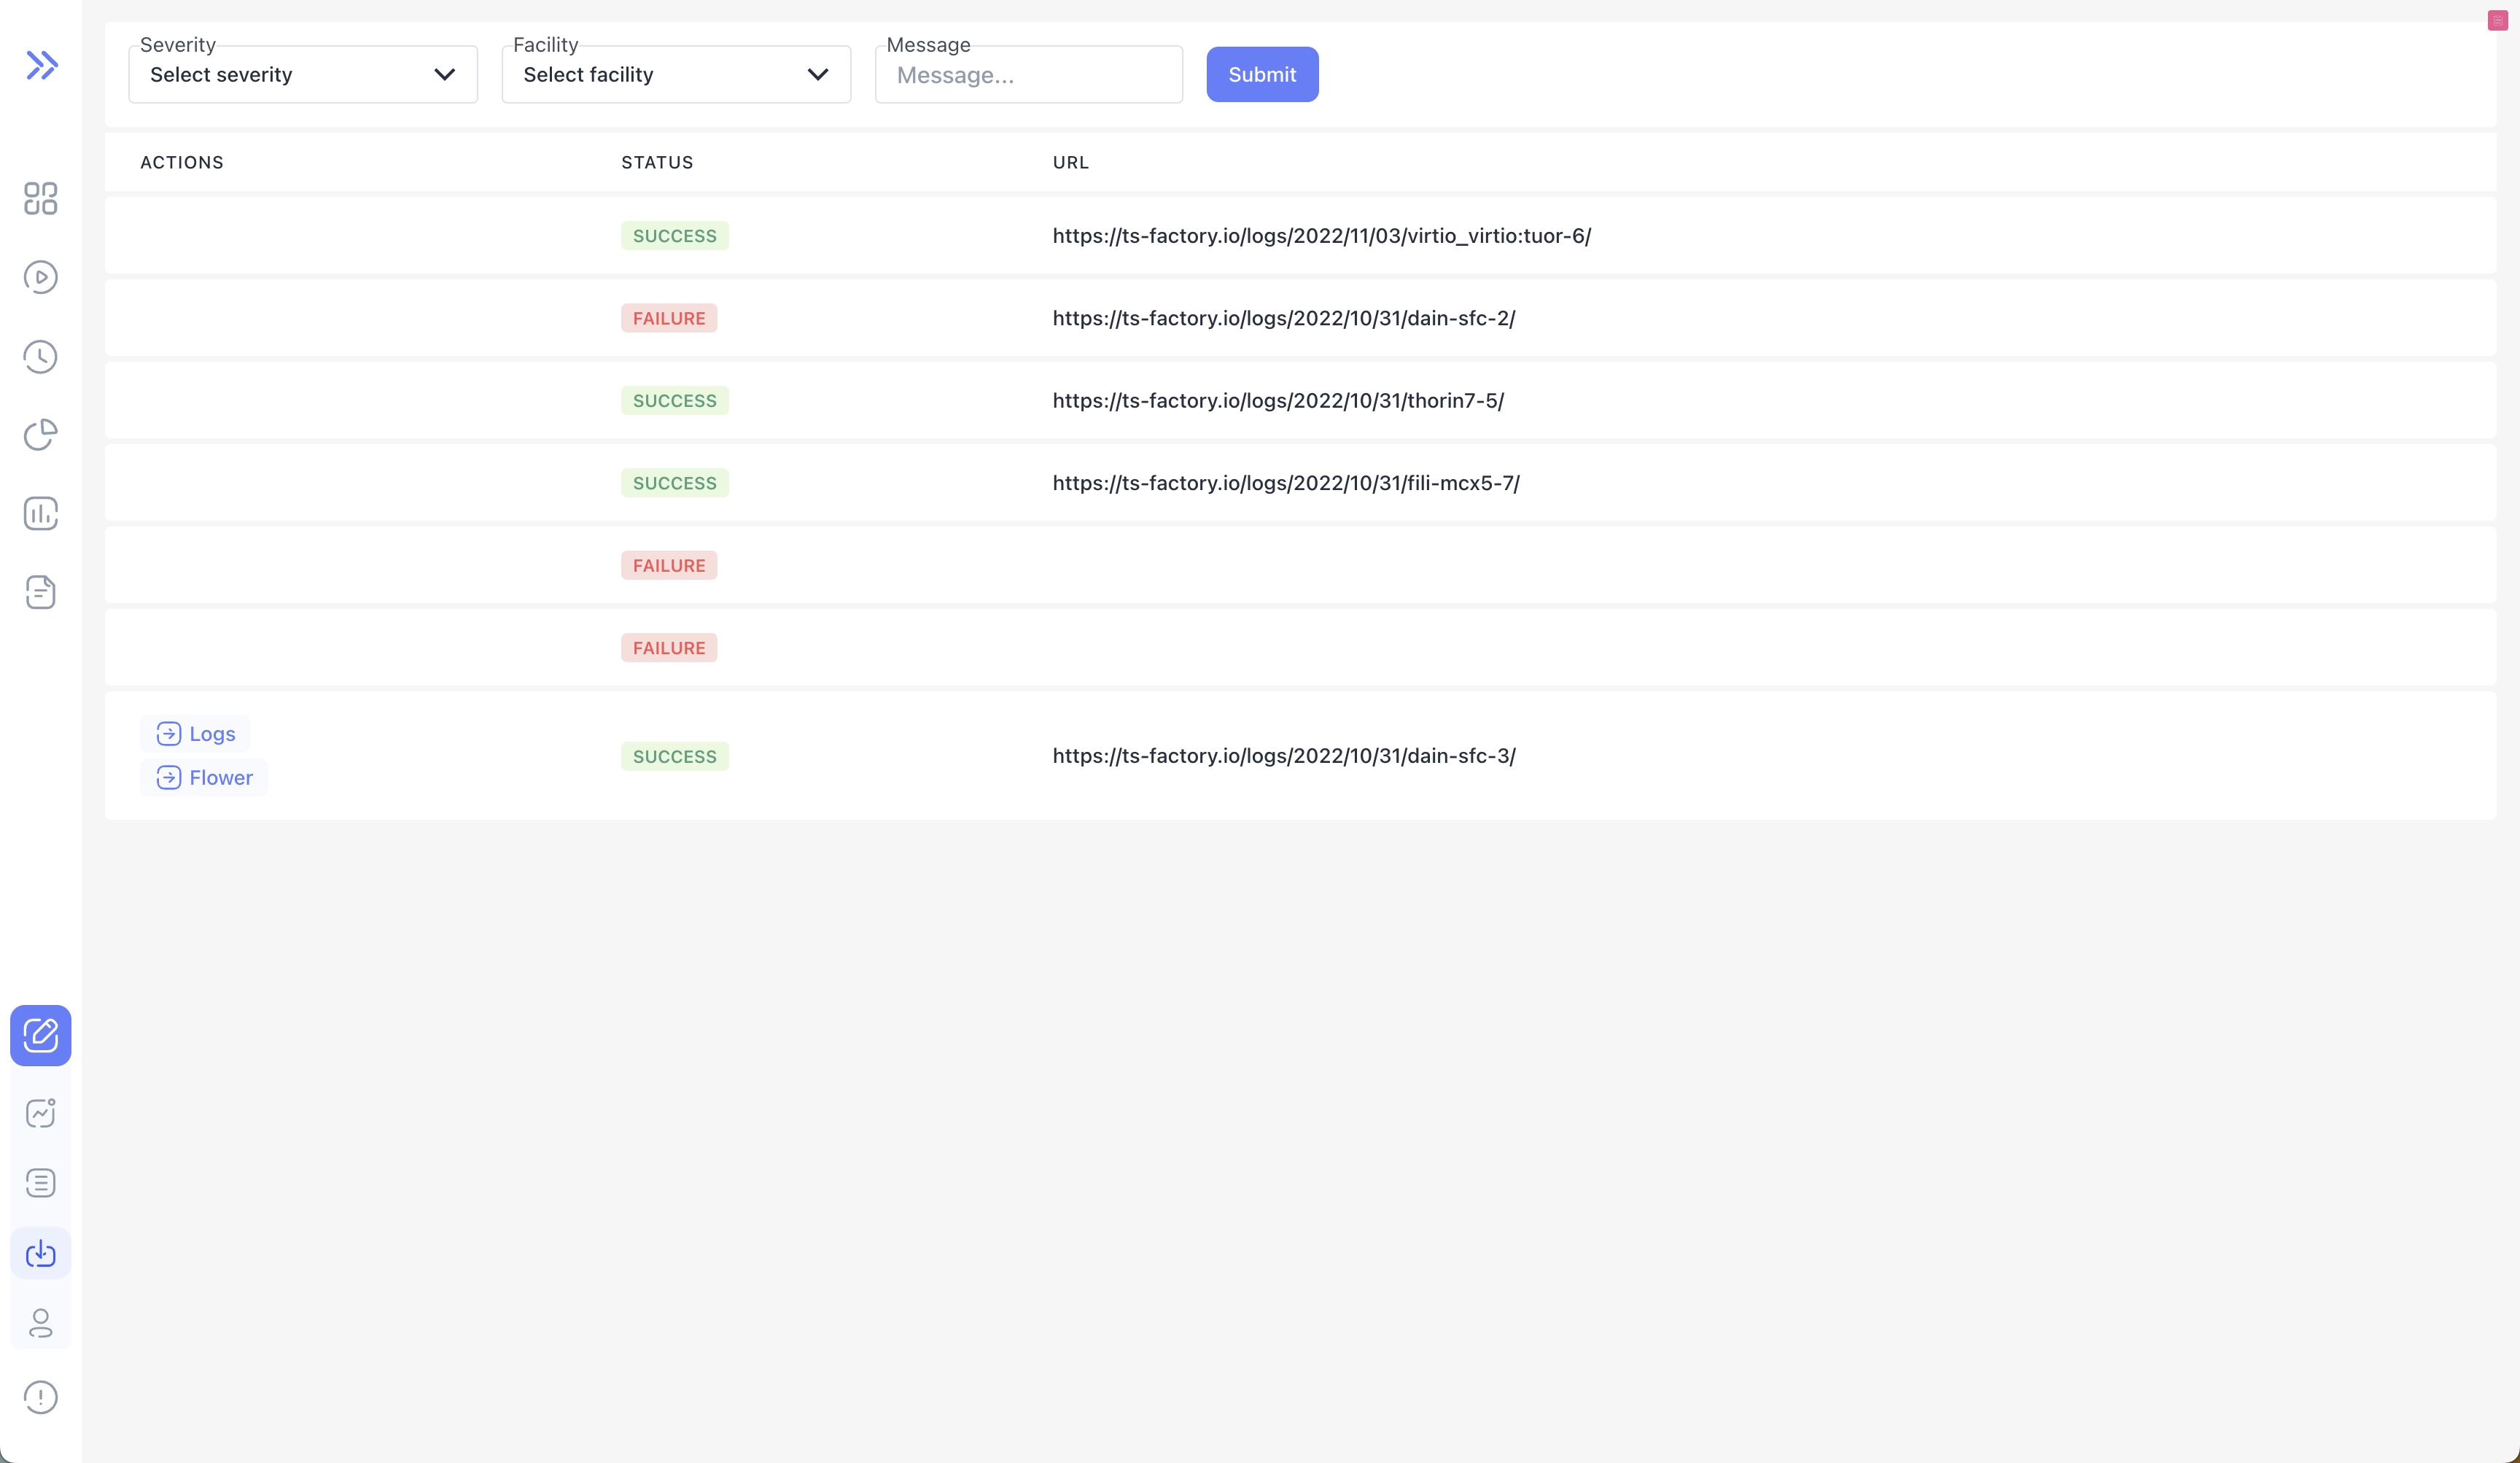 Severity
Facility
Message
Select severity
Select facility
Message...
Submit
ACTIONS
STATUS
URL
SUCCESS
https://ts-factory.io/logs/2022/11/03/virtio_virtio:tuor-6/
FAILURE
https://ts-factory.io/logs/2022/10/31/dain-sfc-2/
SUCCESS
https://ts-factory.io/logs/2022/10/31/thorin7-5/
SUCCESS
https://ts-factory.io/logs/2022/10/31/fili-mcx5-7/
FAILURE
FAILURE
Logs
Flower
SUCCESS
https://ts-factory.io/logs/2022/10/31/dain-sfc-3/